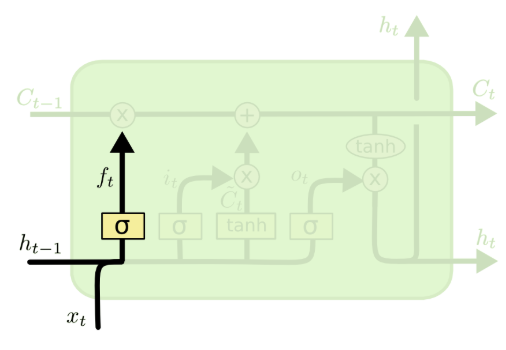 h_t
C_{t-1} x + C_t
tanh
f_t i_t x o_t x
C̃_t
σ σ tanh σ
h_{t-1} h_t
x_t